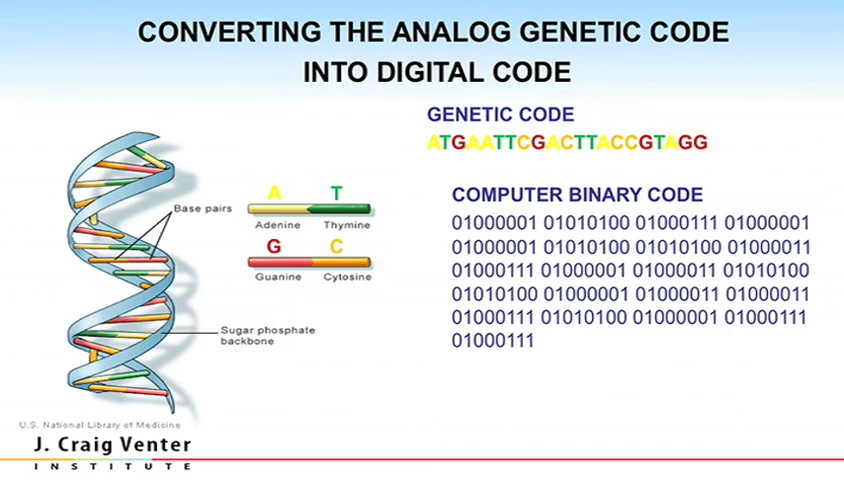 CONVERTING THE ANALOG GENETIC CODE
INTO DIGITAL CODE
GENETIC CODE
ATGAATTCGACTTACCGTAGG
A T
Base pairs
Adenine Thymine
G C
Guanine Cytosine
Sugar phosphate
backbone
COMPUTER BINARY CODE
01000001 01010100 01000111 01000001
01000001 01010100 01010100 01000011
01000111 01000001 01000011 01010100
01010100 01000001 01000011 01000011
01000111 01010100 01000001 01000111
01000111
U.S. National Library of Medicine
J. Craig Venter
INSTITUTE